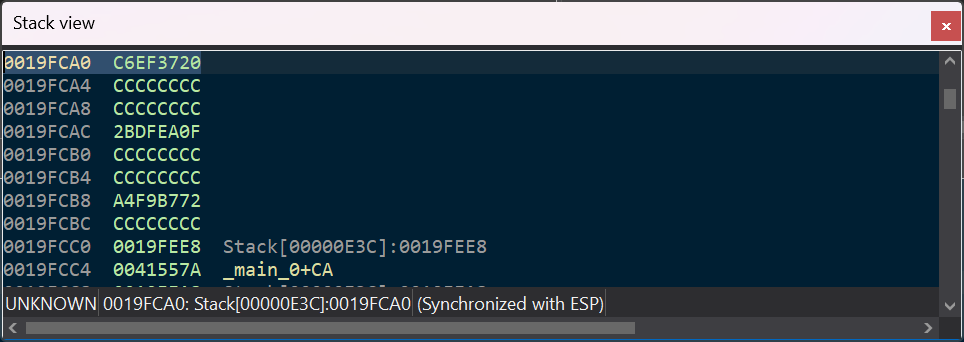 Stack view
0019FCA0 C6EF3720
0019FCA4 CCCCCCCC
0019FCA8 CCCCCCCC
0019FCAC 2BDFEA0F
0019FCB0 CCCCCCCC
0019FCB4 CCCCCCCC
0019FCB8 A4F9B772
0019FCBC CCCCCCCC
0019FCC0 0019FEE8 Stack[00000E3C]:0019FEE8
0019FCC4 0041557A _main_0+CA
UNKNOWN 0019FCA0: Stack[00000E3C]:0019FCA0 (Synchronized with ESP)